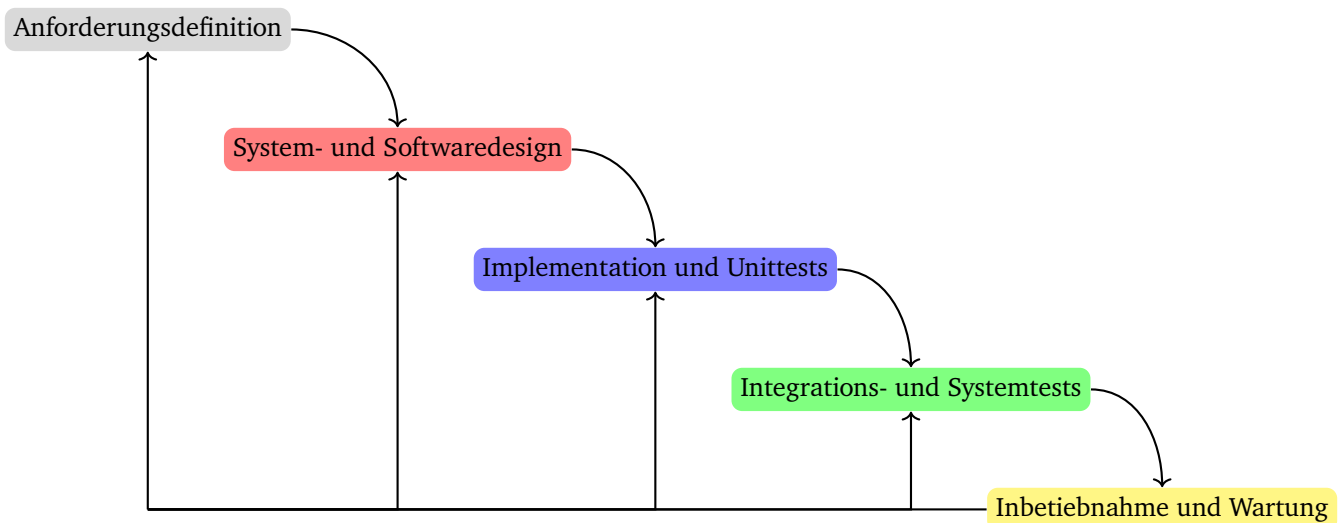 Anforderungsdefinition
System- und Softwaredesign
Implementation und Unittests
Integrations- und Systemtests
Inbetiebnahme und Wartung